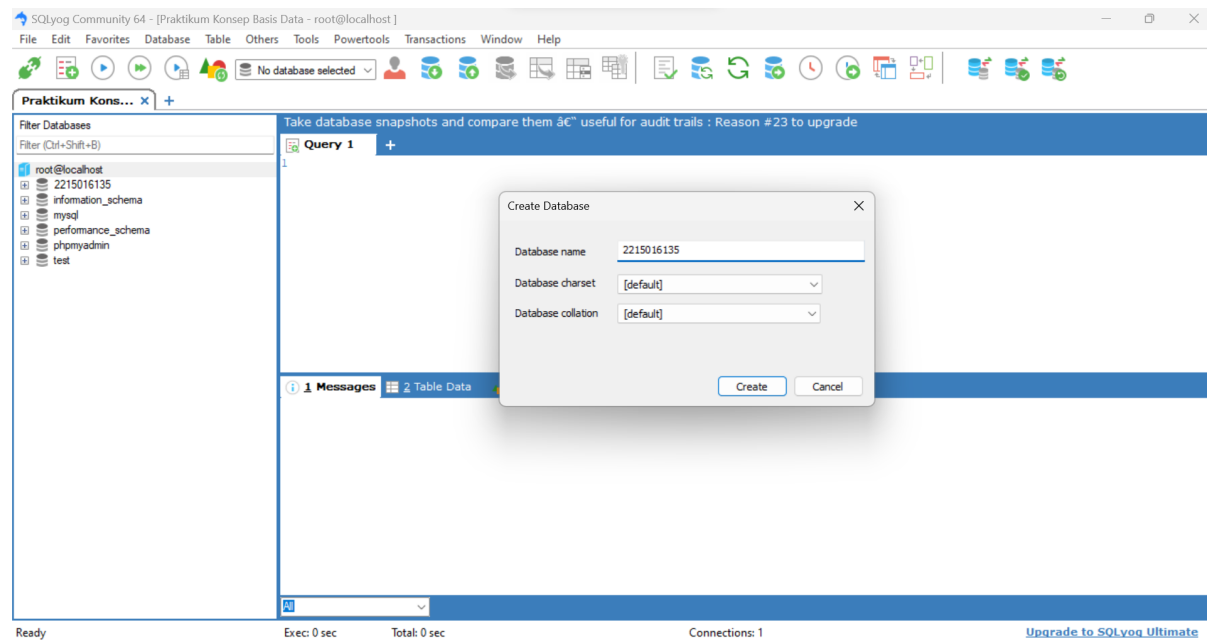 SQLyog Community 64 - [Praktikum Konsep Basis Data - root@localhost ]
File Edit Favorites Database Table Others Tools Powertools Transactions Window Help
No database selected
Praktikum Kons... x +
Filter Databases
Filter (Ctrl+Shift+B)
root@localhost
2215016135
information_schema
mysql
performance_schema
phpmyadmin
test
Take database snapshots and compare them â€“ useful for audit trails : Reason #23 to upgrade
Query 1 +
1
Create Database
Database name 2215016135
Database charset [default]
Database collation [default]
Create Cancel
1 Messages 2 Table Data
All
Ready Exec: 0 sec Total: 0 sec Connections: 1 Upgrade to SQLyog Ultimate